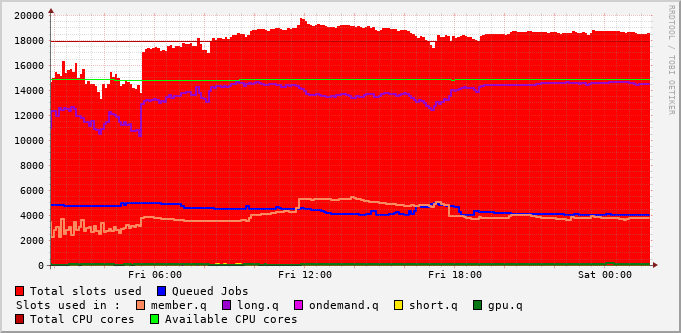 RRDTOOL / TOBI OETIKER
20000
18000
16000
14000
12000
10000
8000
6000
4000
2000
0
Fri 06:00 Fri 12:00 Fri 18:00 Sat 00:00
Total slots used Queued Jobs
Slots used in : member.q long.q ondemand.q short.q gpu.q
Total CPU cores Available CPU cores